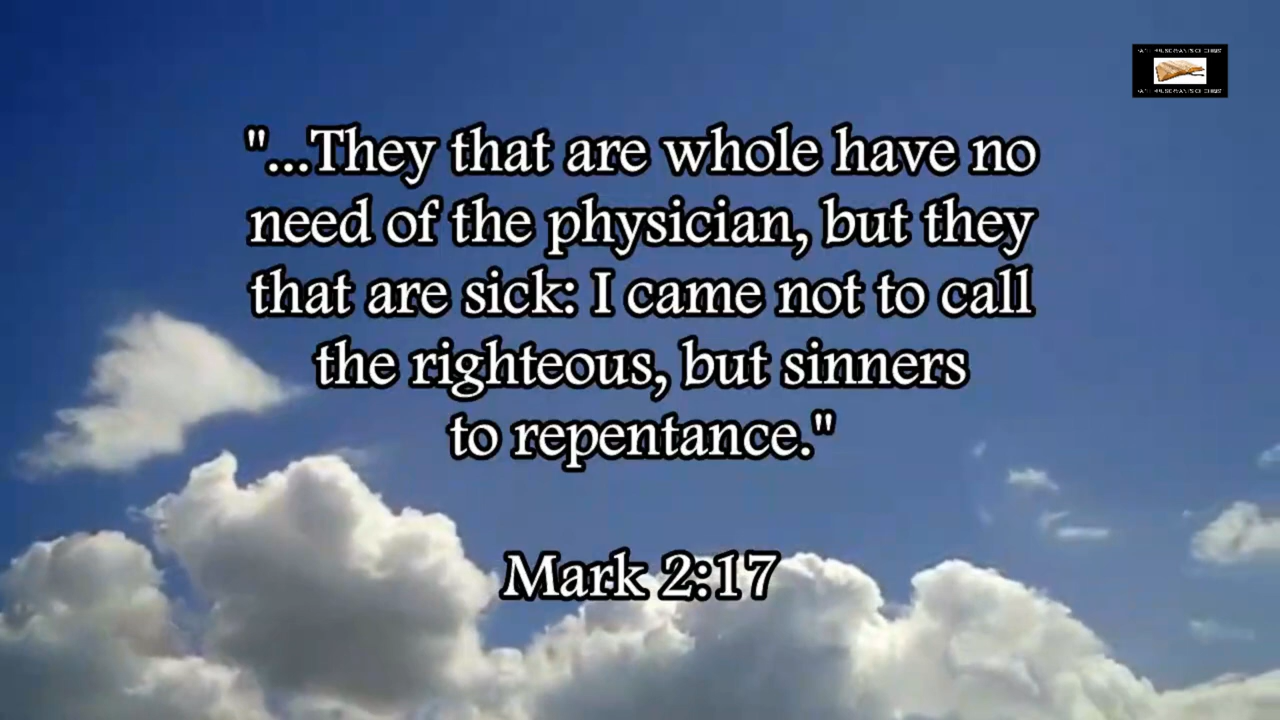 "...They that are whole have no
need of the physician, but they
that are sick: I came not to call
the righteous, but sinners
to repentance."
Mark 2:17